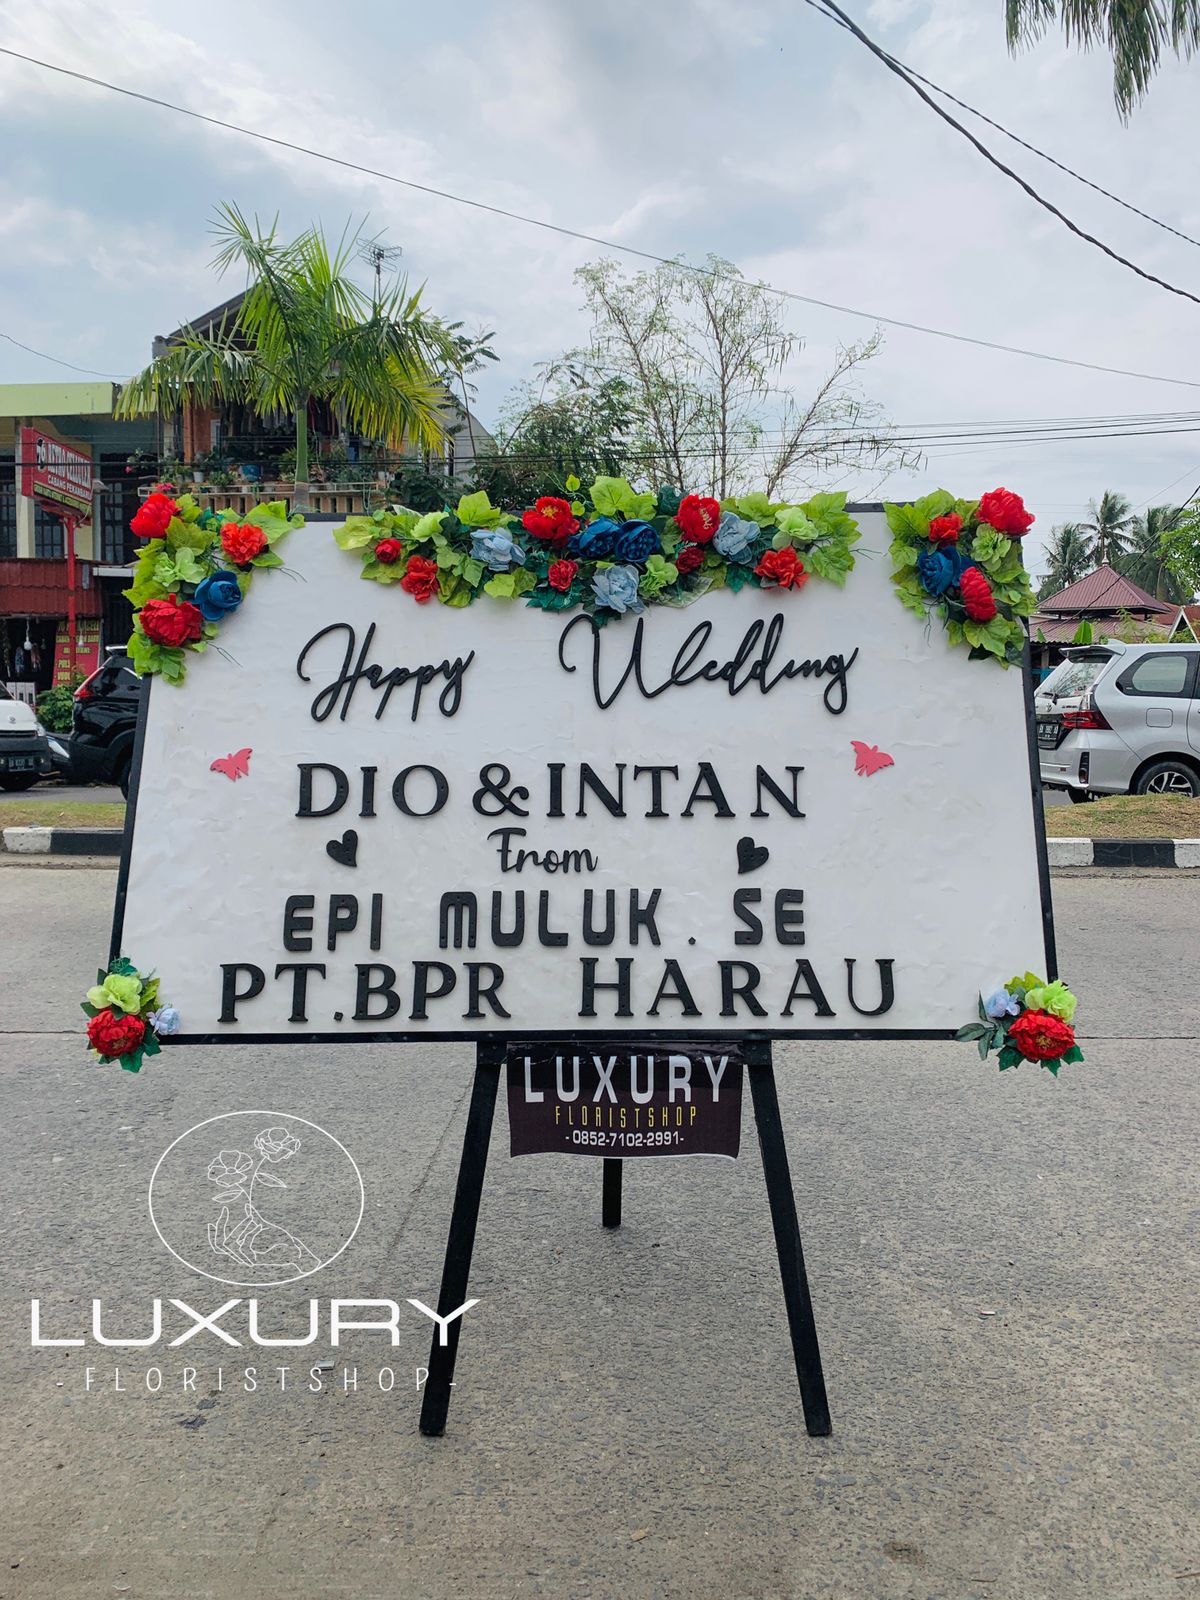 Happy Wedding
DIO & INTAN
From
EPI MULUK. SE
PT.BPR HARAU
LUXURY
FLORISTSHOP
-0852-7102-2991-
LUXURY
-FLORISTSHOP-